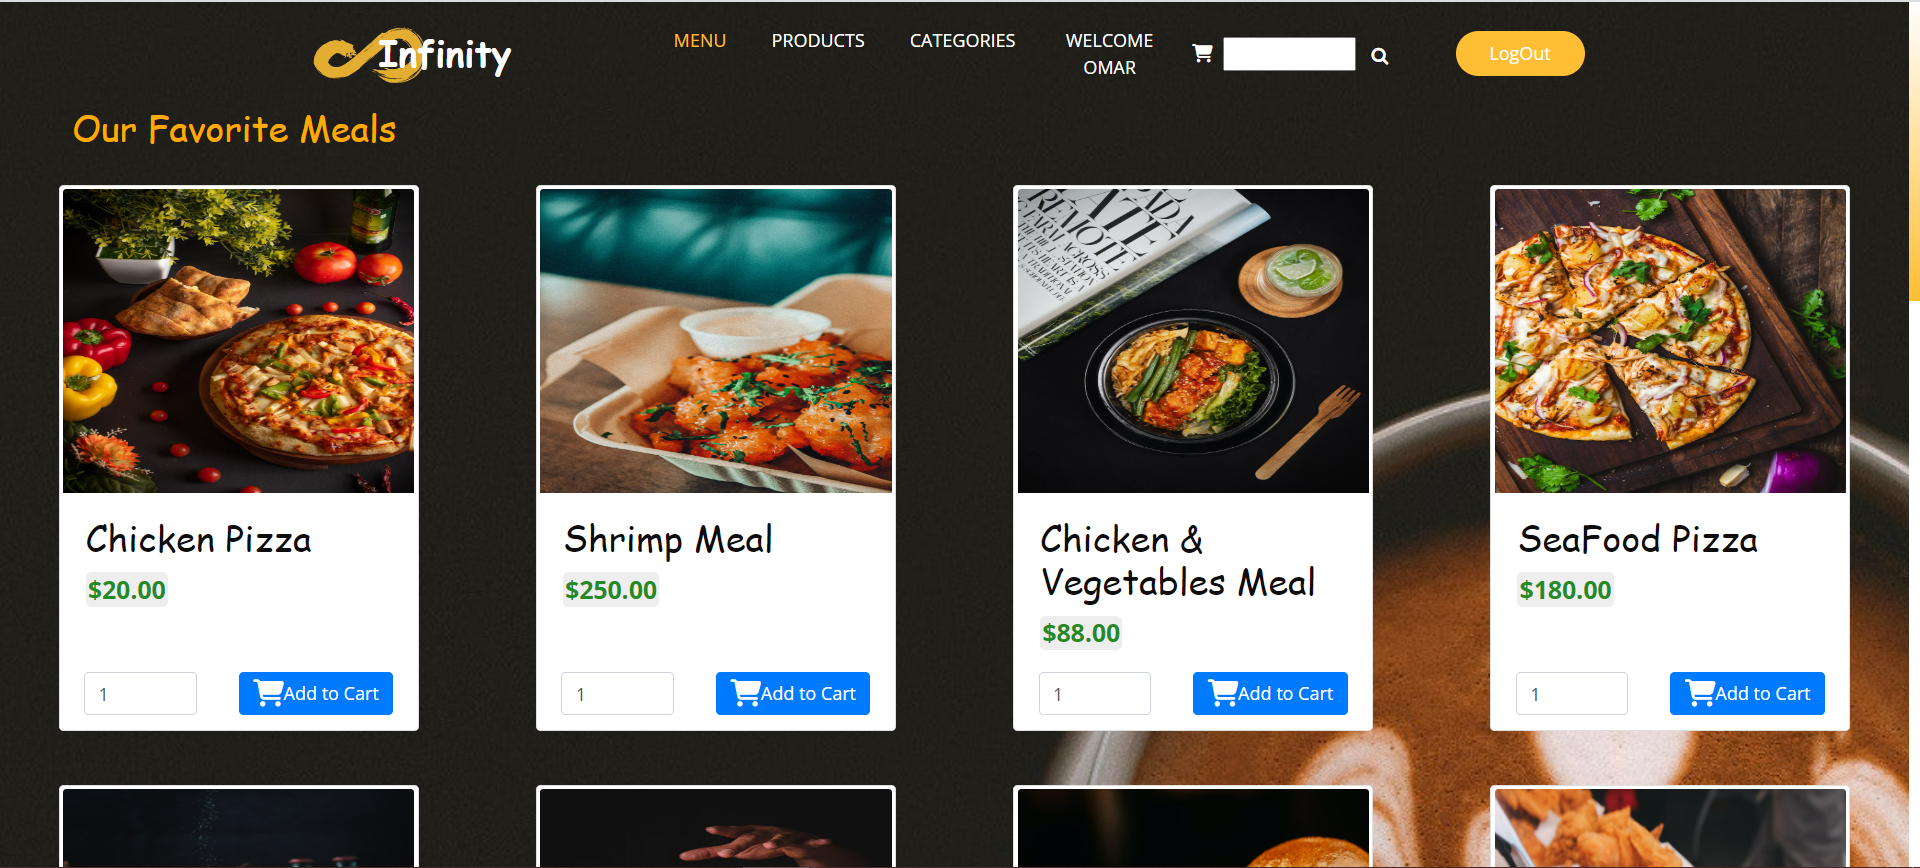 Infinity
MENU
PRODUCTS
CATEGORIES
WELCOME
OMAR
LogOut
Our Favorite Meals
REMOTE
Chicken Pizza
$20.00
1
Add to Cart
Shrimp Meal
$250.00
1
Add to Cart
Chicken &
Vegetables Meal
$88.00
1
Add to Cart
SeaFood Pizza
$180.00
1
Add to Cart